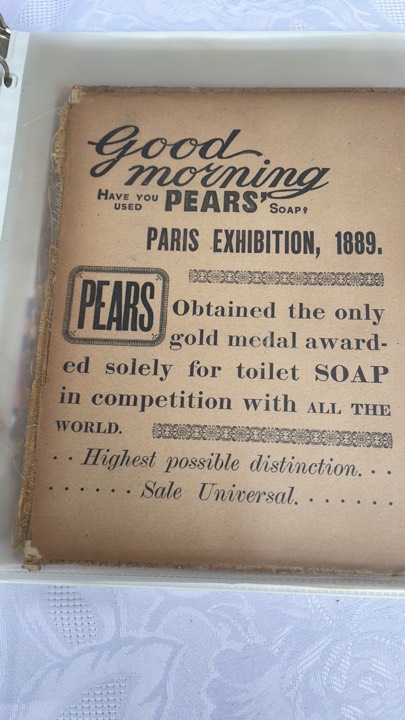 Good
morning
HAVE YOU
USED PEARS' SOAP?
PARIS EXHIBITION, 1889.
PEARS Obtained the only
gold medal award-
ed solely for toilet SOAP
in competition with ALL THE
WORLD.
. . Highest possible distinction. . .
. . . . . . Sale Universal. . . . . . .